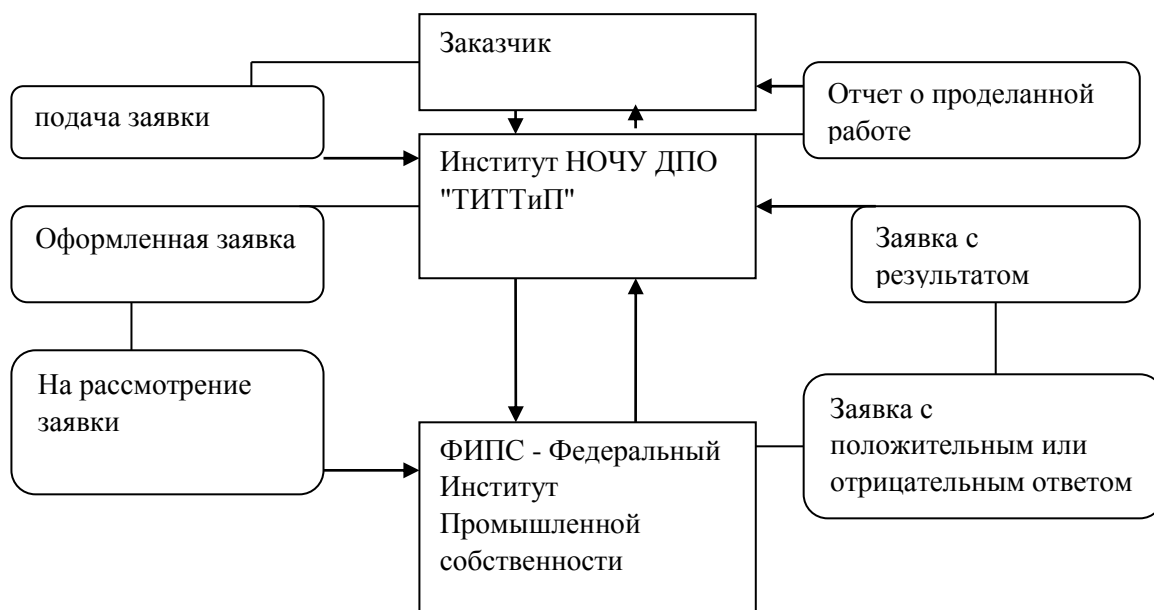 Заказчик
подача заявки
Отчет о проделанной
работе
Институт НОЧУ ДПО
"ТИТТиП"
Оформленная заявка
Заявка с
результатом
На рассмотрение
заявки
Заявка с
положительным или
отрицательным ответом
ФИПС - Федеральный
Институт
Промышленной
собственности